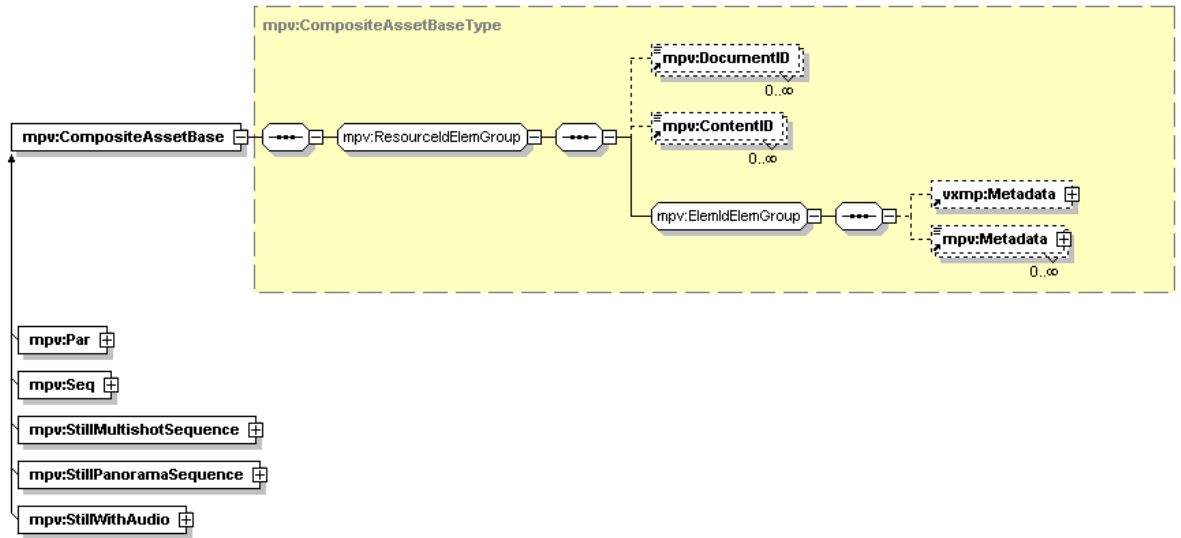 mpv:CompositeAssetBaseType
mpv:DocumentID
0..∞
mpv:ContentID
0..∞
mpv:CompositeAssetBase
mpv:ResourceIdElemGroup
mpv:ElemIdElemGroup
vxmp:Metadata
mpv:Metadata
0..∞
mpv:Par
mpv:Seq
mpv:StillMultishotSequence
mpv:StillPanoramaSequence
mpv:StillWithAudio